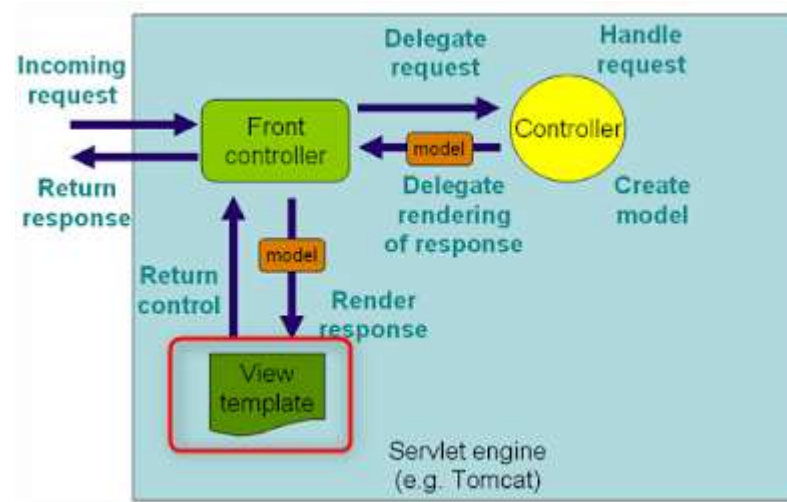 Incoming
request
Return
response
Front
controller
Delegate
request
Handle
request
Controller
model
Delegate
rendering
of response
Create
model
Return
control
model
Render
response
View
template
Servlet engine
(e.g. Tomcat)